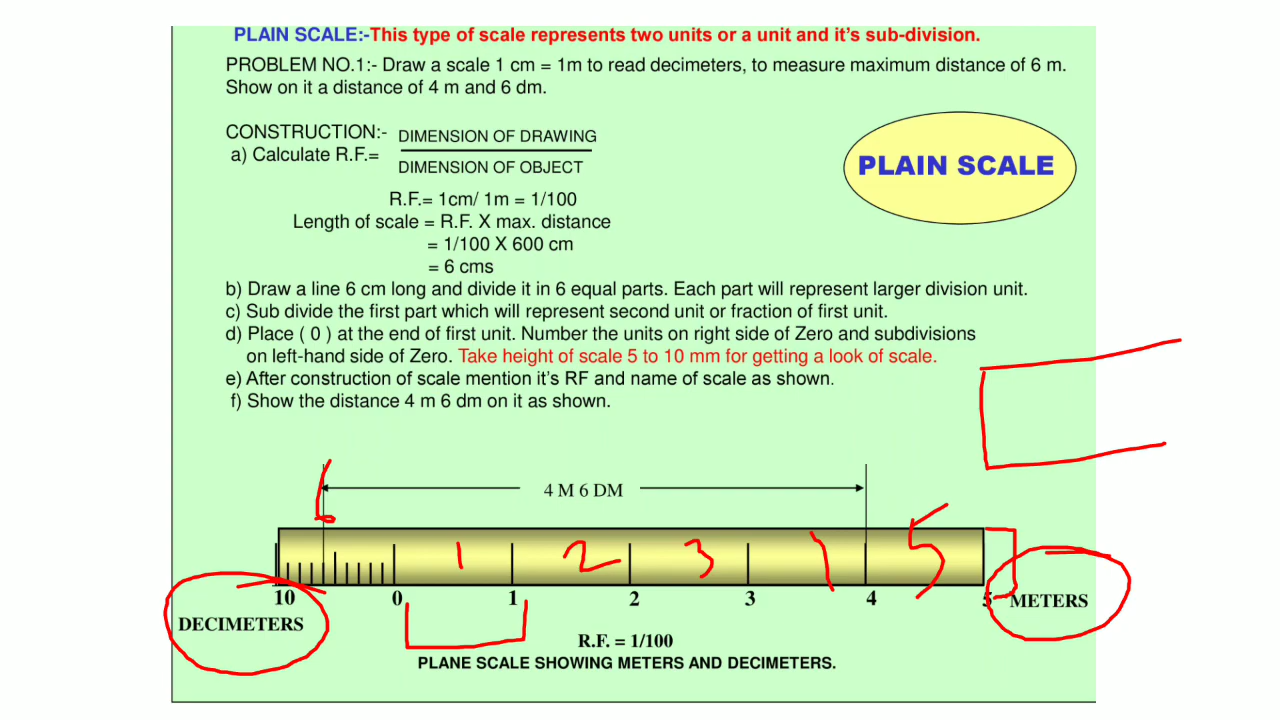 PLAIN SCALE:-This type of scale represents two units or a unit and it's sub-division.
PROBLEM NO.1:- Draw a scale 1 cm = 1m to read decimeters, to measure maximum distance of 6 m.
Show on it a distance of 4 m and 6 dm.
CONSTRUCTION:- DIMENSION OF DRAWING
a) Calculate R.F.=
DIMENSION OF OBJECT
PLAIN SCALE
R.F.= 1cm/ 1m = 1/100
Length of scale = R.F. X max. distance
= 1/100 X 600 cm
= 6 cms
b) Draw a line 6 cm long and divide it in 6 equal parts. Each part will represent larger division unit.
c) Sub divide the first part which will represent second unit or fraction of first unit.
d) Place ( 0 ) at the end of first unit. Number the units on right side of Zero and subdivisions
on left-hand side of Zero. Take height of scale 5 to 10 mm for getting a look of scale.
e) After construction of scale mention it's RF and name of scale as shown.
f) Show the distance 4 m 6 dm on it as shown.
6
4 M 6 DM
1 2 3 5
10 0 1 2 3 4 5 METERS
DECIMETERS
R.F. = 1/100
PLANE SCALE SHOWING METERS AND DECIMETERS.